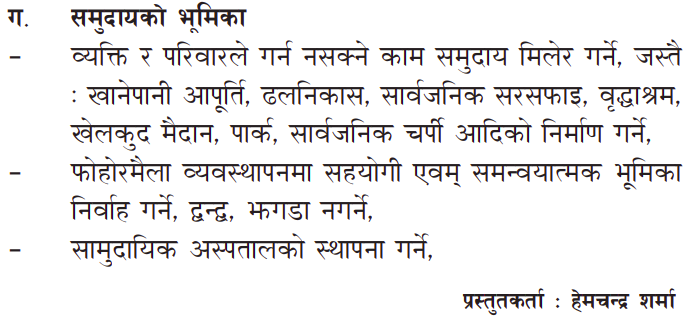 ग. समुदायको भूमिका
– व्यक्ति र परिवारले गर्न नसक्ने काम समुदाय मिलेर गर्ने, जस्तै
: खानेपानी आपूर्ति, ढलनिकास, सार्वजनिक सरसफाइ, वृद्धाश्रम,
खेलकुद मैदान, पार्क, सार्वजनिक चर्पी आदिको निर्माण गर्ने,
– फोहोरमैला व्यवस्थापनमा सहयोगी एवम् समन्वयात्मक भूमिका
निर्वाह गर्ने, द्वन्द्व, झगडा नगर्ने,
– सामुदायिक अस्पतालको स्थापना गर्ने,
प्रस्तुतकर्ता : हेमचन्द्र शर्मा